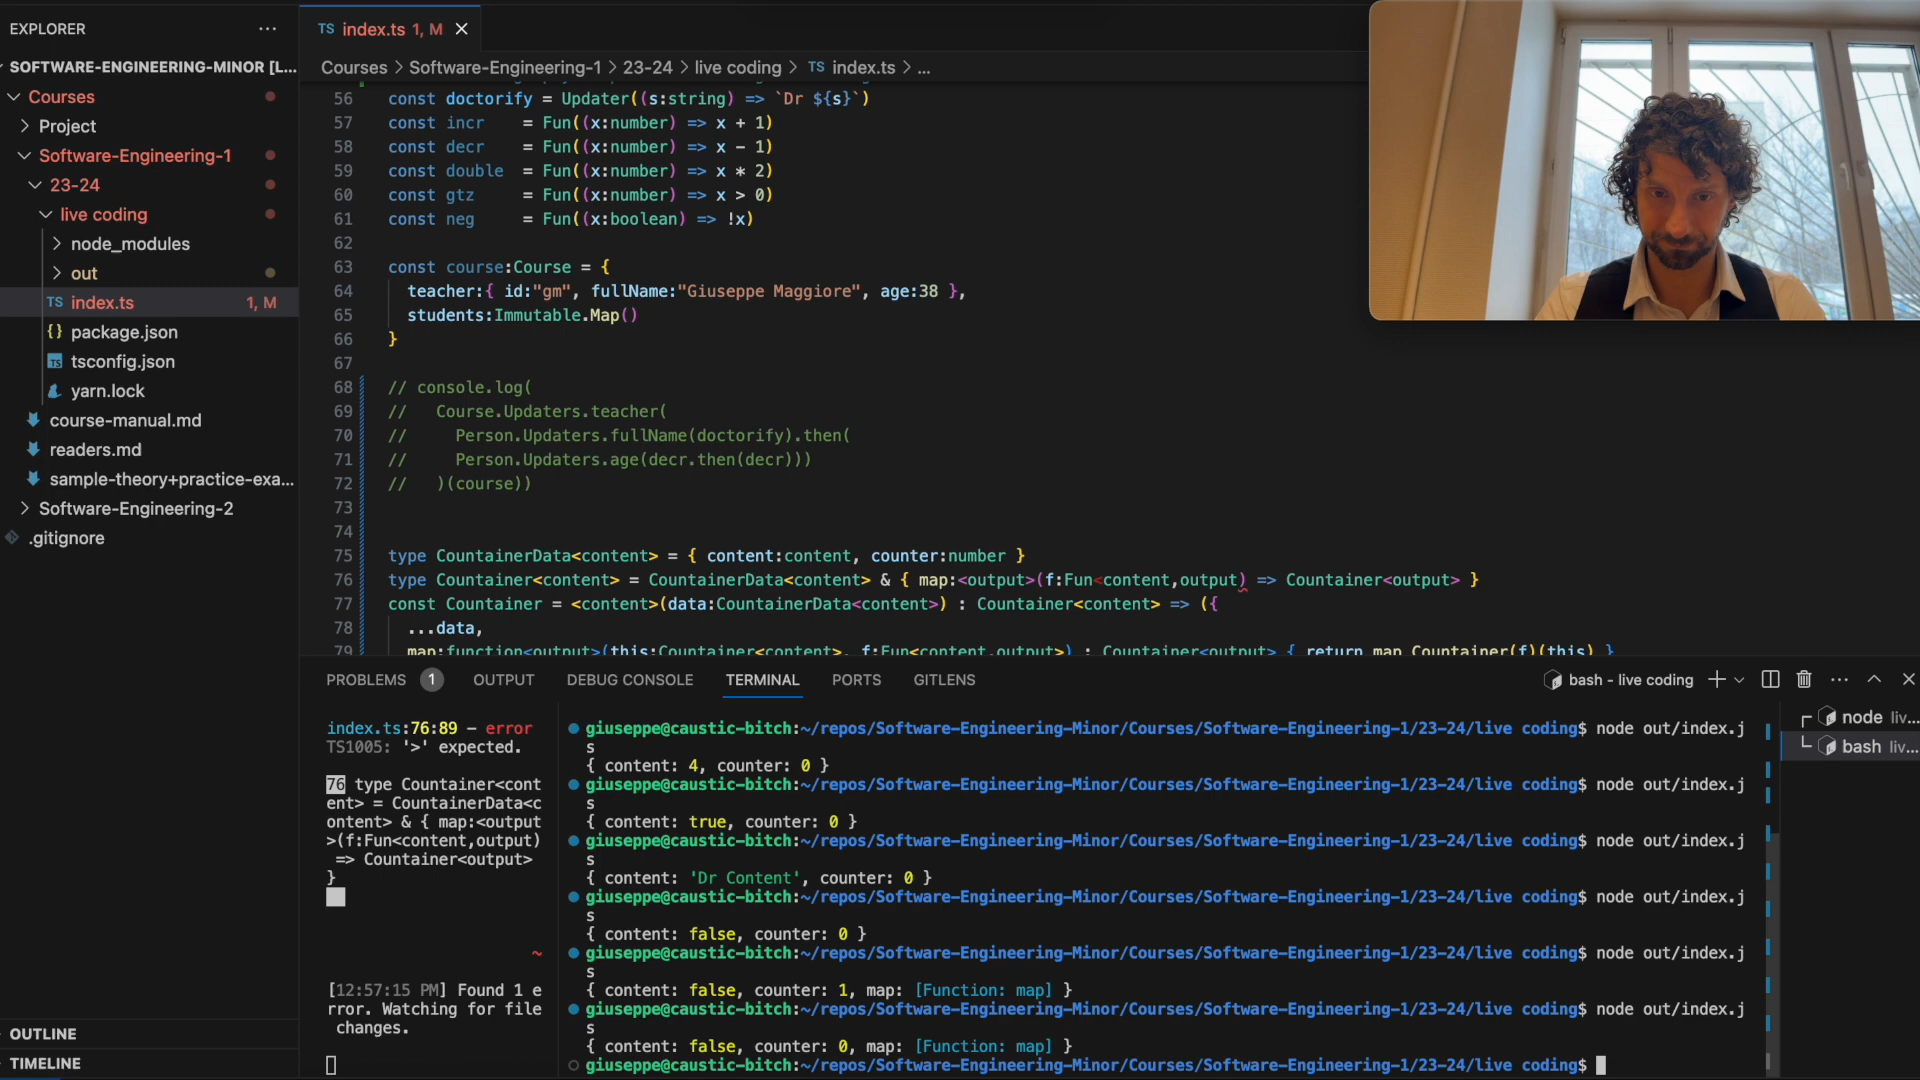 EXPLORER
SOFTWARE-ENGINEERING-MINOR [L...
Courses
Project
Software-Engineering-1
23-24
live coding
node_modules
out
TS index.ts 1, M
{} package.json
TS tsconfig.json
yarn.lock
course-manual.md
readers.md
sample-theory+practice-exa...
Software-Engineering-2
.gitignore
OUTLINE
TIMELINE
TS index.ts 1, M
Courses > Software-Engineering-1 > 23-24 > live coding > TS index.ts > ...
56 const doctorify = Updater((s:string) => `Dr ${s}`)
57 const incr = Fun((x:number) => x + 1)
58 const decr = Fun((x:number) => x - 1)
59 const double = Fun((x:number) => x * 2)
60 const gtz = Fun((x:number) => x > 0)
61 const neg = Fun((x:boolean) => !x)
62
63 const course:Course = {
64 teacher:{ id:"gm", fullName:"Giuseppe Maggiore", age:38 },
65 students:Immutable.Map()
66 }
67
68 // console.log(
69 // Course.Updaters.teacher(
70 // Person.Updaters.fullName(doctorify).then(
71 // Person.Updaters.age(decr.then(decr)))
72 // )(course))
73
74
75 type CountainerData<content> = { content:content, counter:number }
76 type Countainer<content> = CountainerData<content> & { map:<output>(f:Fun<content,output) => Countainer<output> }
77 const Countainer = <content>(data:CountainerData<content>) : Countainer<content> => ({
78 ...data,
79 map:function<output>(this:Countainer<content>, f:Fun<content,output>) : Countainer<output> { return map_Countainer(f)(this) }
PROBLEMS 1 OUTPUT DEBUG CONSOLE TERMINAL PORTS GITLENS
bash - live coding
index.ts:76:89 - error
TS1005: '>' expected.
76 type Countainer<cont
ent> = CountainerData<c
ontent> & { map:<output
>(f:Fun<content,output)
=> Countainer<output>
}
~
[12:57:15 PM] Found 1 e
rror. Watching for file
changes.
giuseppe@caustic-bitch:~/repos/Software-Engineering-Minor/Courses/Software-Engineering-1/23-24/live coding$ node out/index.j
s
{ content: 4, counter: 0 }
giuseppe@caustic-bitch:~/repos/Software-Engineering-Minor/Courses/Software-Engineering-1/23-24/live coding$ node out/index.j
s
{ content: true, counter: 0 }
giuseppe@caustic-bitch:~/repos/Software-Engineering-Minor/Courses/Software-Engineering-1/23-24/live coding$ node out/index.j
s
{ content: 'Dr Content', counter: 0 }
giuseppe@caustic-bitch:~/repos/Software-Engineering-Minor/Courses/Software-Engineering-1/23-24/live coding$ node out/index.j
s
{ content: false, counter: 0 }
giuseppe@caustic-bitch:~/repos/Software-Engineering-Minor/Courses/Software-Engineering-1/23-24/live coding$ node out/index.j
s
{ content: false, counter: 1, map: [Function: map] }
giuseppe@caustic-bitch:~/repos/Software-Engineering-Minor/Courses/Software-Engineering-1/23-24/live coding$ node out/index.j
s
{ content: false, counter: 0, map: [Function: map] }
giuseppe@caustic-bitch:~/repos/Software-Engineering-Minor/Courses/Software-Engineering-1/23-24/live coding$
node liv...
bash liv...